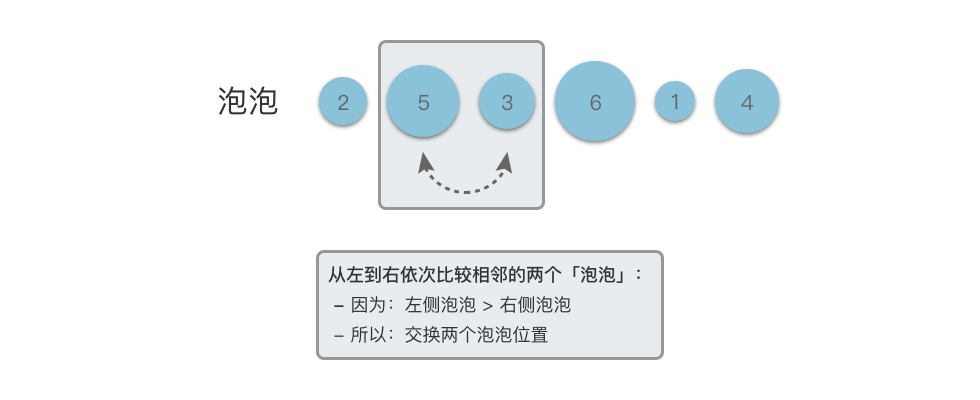 泡泡 2 5 3 6 1 4
从左到右依次比较相邻的两个「泡泡」：
- 因为：左侧泡泡 > 右侧泡泡
- 所以：交换两个泡泡位置